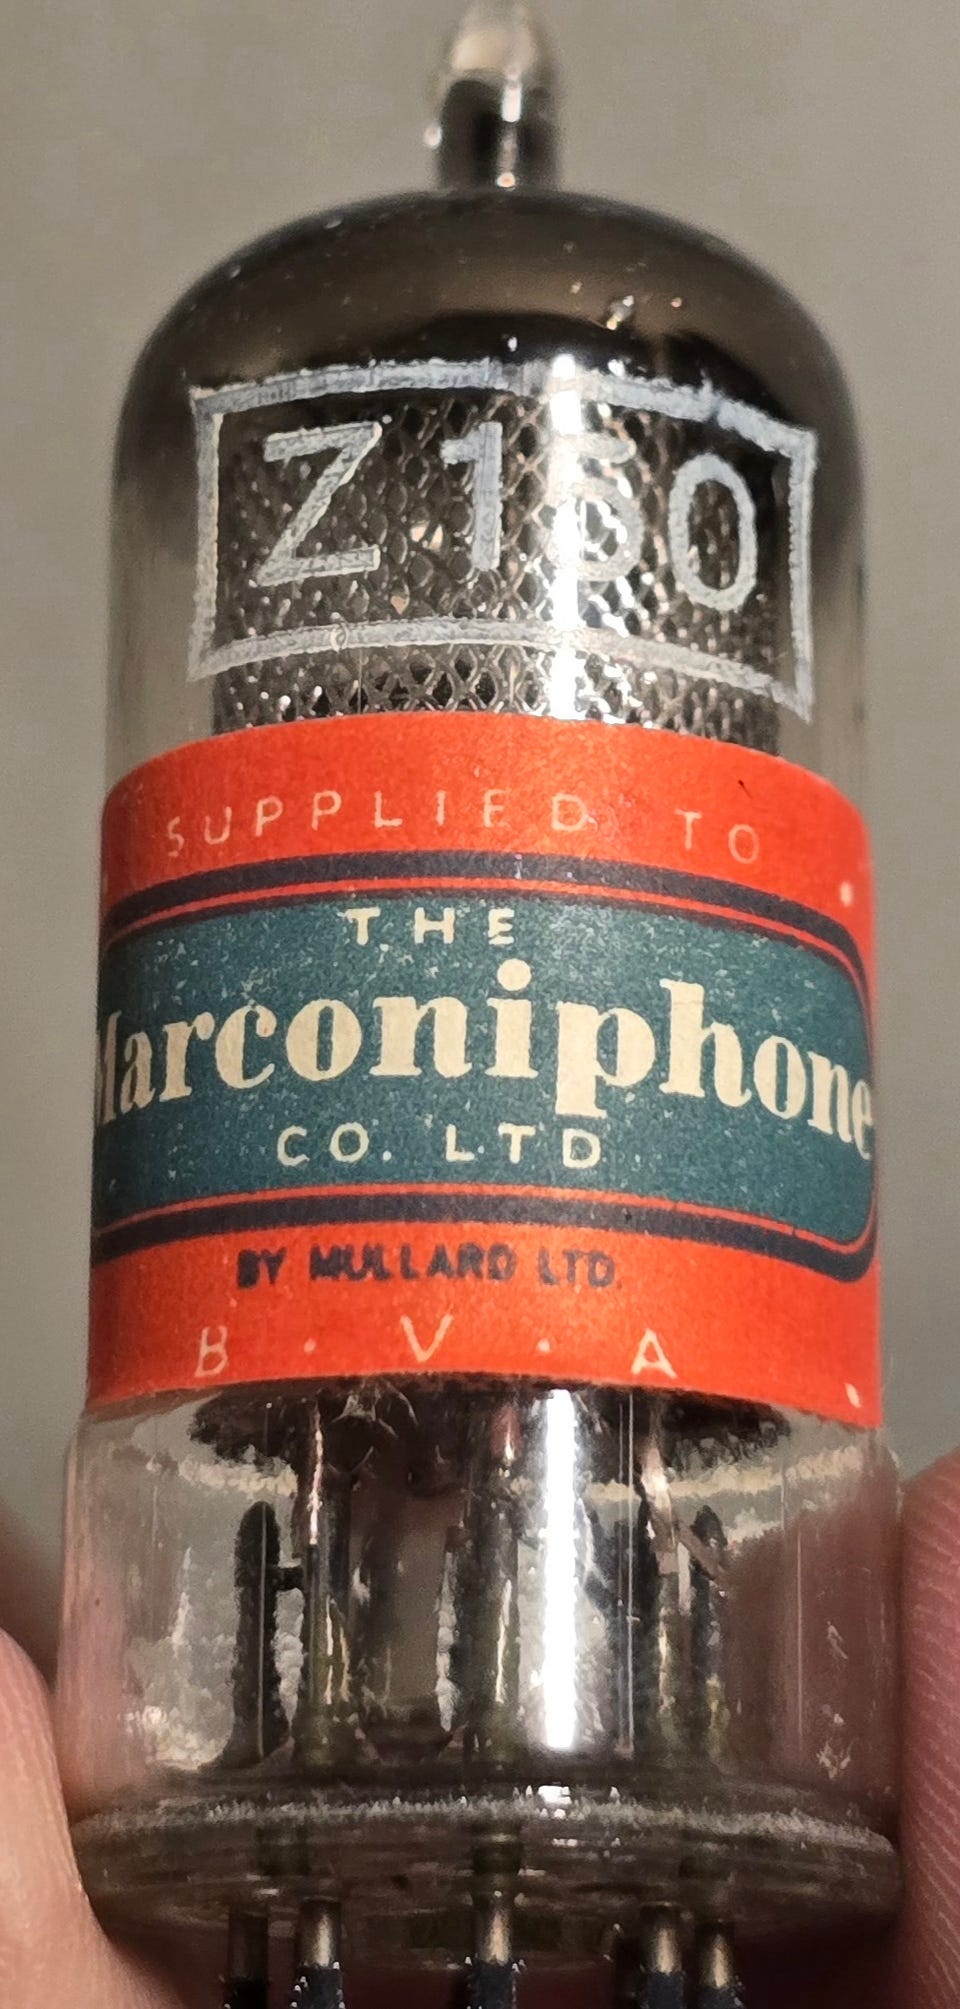 Z150
SUPPLIED TO
THE
Marconiphone
CO. LTD
BY MULLARD LTD.
B · V · A